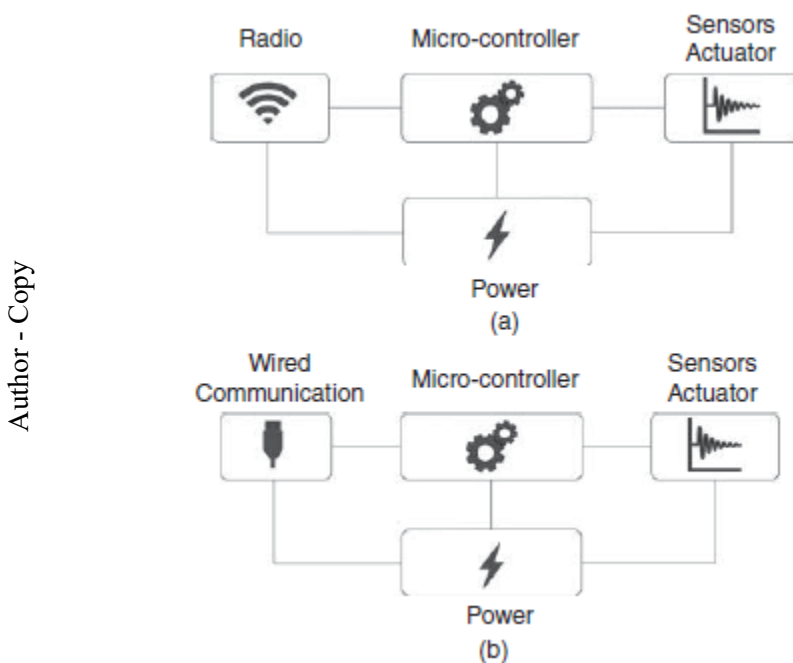 Radio
Micro-controller
Sensors
Actuator
Power
(a)
Author - Copy
Wired
Communication
Micro-controller
Sensors
Actuator
Power
(b)